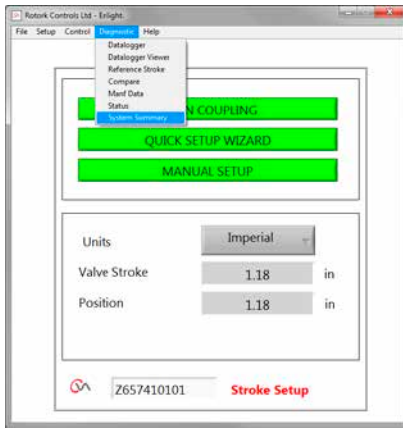 Rotork Controls Ltd - Enlight.
File Setup Control Diagnostic Help
Datalogger
Datalogger Viewer
Reference Stroke
Compare
Manf Data
Status
System Summary
N COUPLING
QUICK SETUP WIZARD
MANUAL SETUP
Units Imperial
Valve Stroke 1.18 in
Position 1.18 in
Z657410101 Stroke Setup